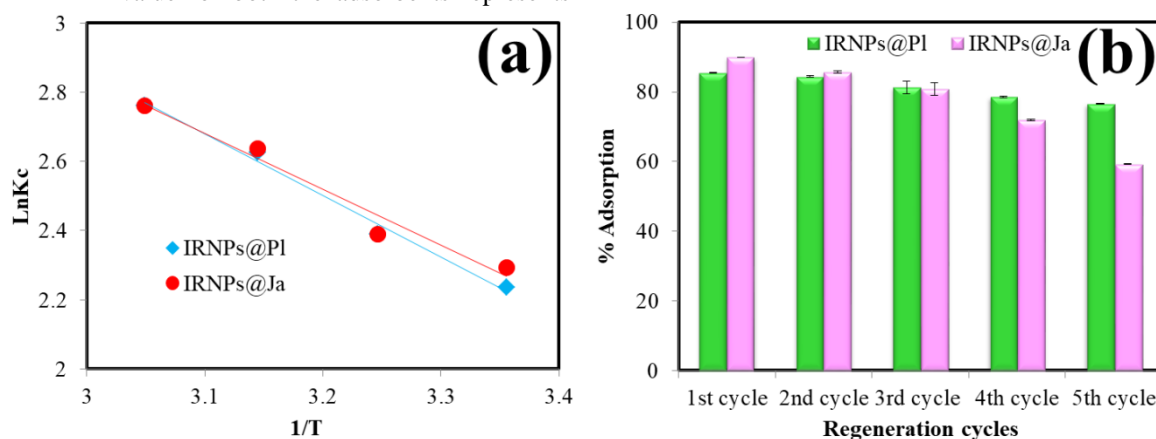 (a)
3
2.8
2.6
2.4
2.2
2
LnKc
IRNPs@Pl
IRNPs@Ja
3 3.1 3.2 3.3 3.4
1/T
(b)
IRNPs@Pl IRNPs@Ja
100
80
60
40
20
0
% Adsorption
1st cycle 2nd cycle 3rd cycle 4th cycle 5th cycle
Regeneration cycles